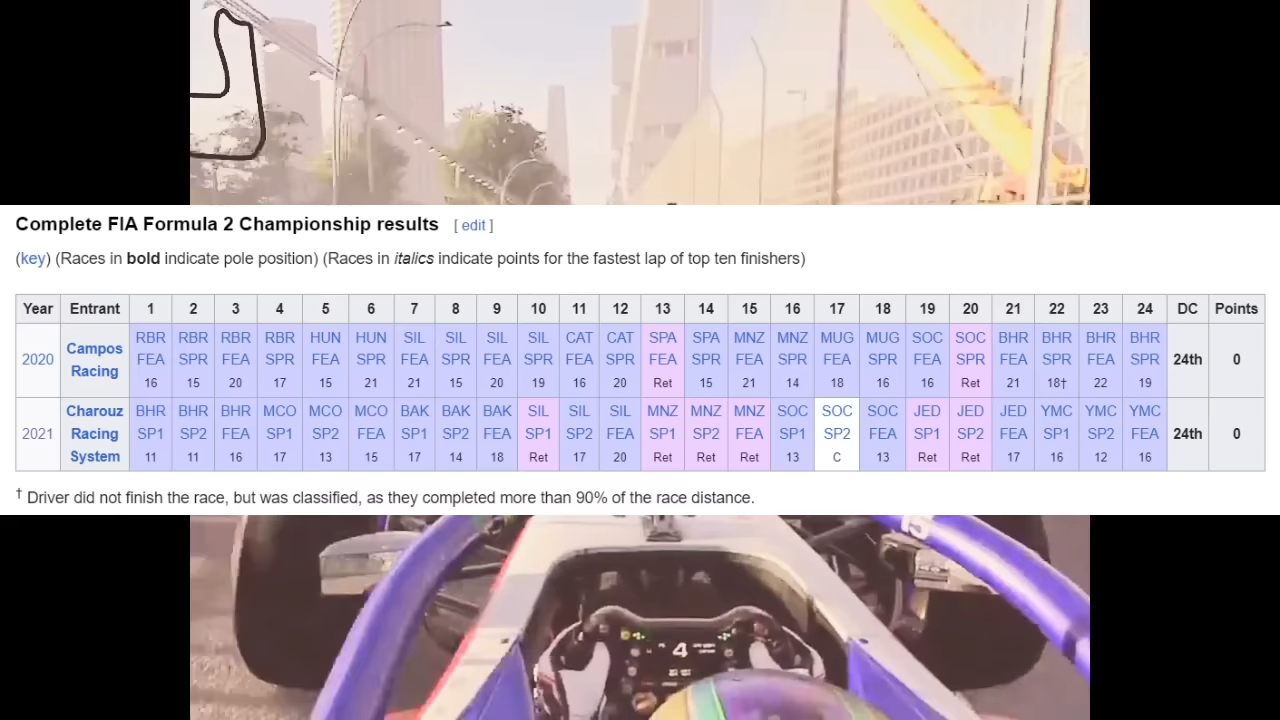 Complete FIA Formula 2 Championship results [ edit ]
(key) (Races in bold indicate pole position) (Races in italics indicate points for the fastest lap of top ten finishers)
Year Entrant 1 2 3 4 5 6 7 8 9 10 11 12 13 14 15 16 17 18 19 20 21 22 23 24 DC Points
2020 Campos Racing RBR FEA 16 RBR SPR 15 RBR FEA 20 RBR SPR 17 HUN FEA 15 HUN SPR 21 SIL FEA 21 SIL SPR 15 SIL FEA 20 SIL SPR 19 CAT FEA 16 CAT SPR 20 SPA FEA Ret SPA SPR 15 MNZ FEA 21 MNZ SPR 14 MUG FEA 18 MUG SPR 16 SOC FEA 16 SOC SPR Ret BHR FEA 21 BHR SPR 18† BHR FEA 22 BHR SPR 19 24th 0
2021 Charouz Racing System BHR SP1 11 BHR SP2 11 BHR FEA 16 MCO SP1 17 MCO SP2 13 MCO FEA 15 BAK SP1 17 BAK SP2 14 BAK FEA 18 SIL SP1 Ret SIL SP2 17 SIL FEA 20 MNZ SP1 Ret MNZ SP2 Ret MNZ FEA Ret SOC SP1 13 SOC SP2 C SOC FEA 13 JED SP1 Ret JED SP2 Ret JED FEA 17 YMC SP1 16 YMC SP2 12 YMC FEA 16 24th 0
† Driver did not finish the race, but was classified, as they completed more than 90% of the race distance.
4